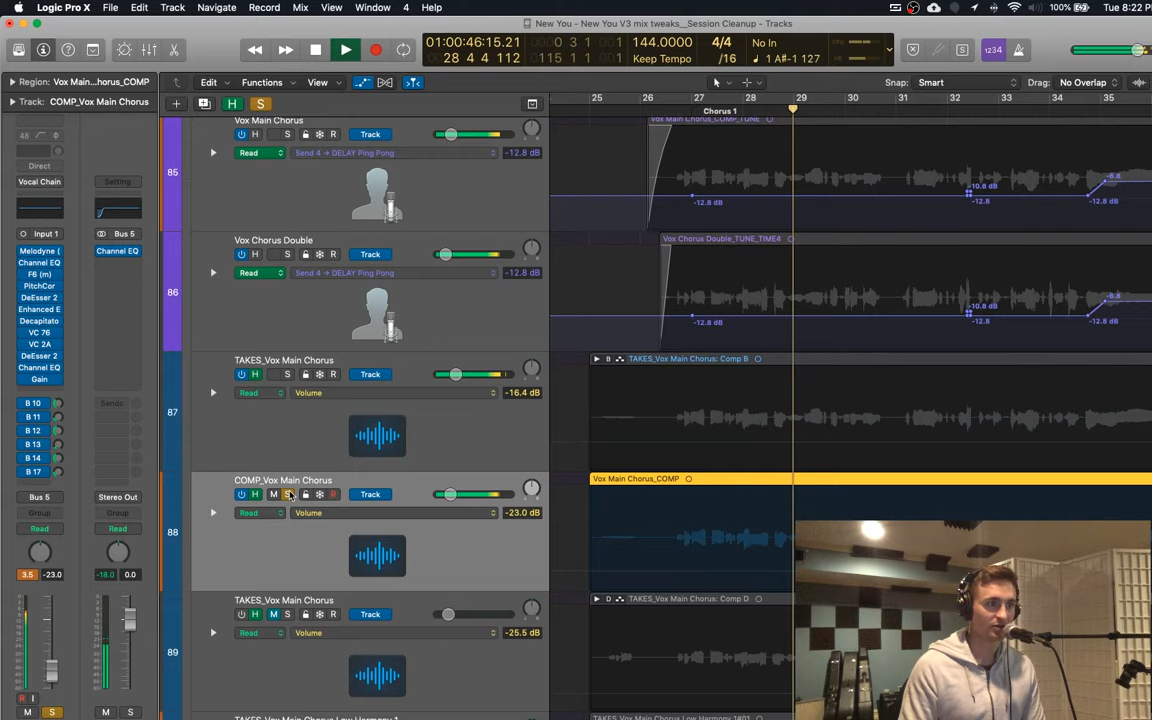 Logic Pro X File Edit Track Navigate Record Mix View Window 4 Help 100% Tue 8:22 P
New You - New You V3 mix tweaks__Session Cleanup - Tracks
01:00:46:15.21 0 3 1 1 144.0000 4/4 No In
28 4 4 112 0115 1 1 1 Keep Tempo /16 1 A#-1 127
1234
Region: Vox Main...horus_COMP Edit Functions View Snap: Smart Drag: No Overlap
Track: COMP_Vox Main Chorus H S
25 26 27 28 29 30 31 32 33 34 35
Chorus 1
48
Direct
Vocal Chain Setting
Input 1 Bus 5
Melodyne ( Channel EQ
Channel EQ
F6 (m)
PitchCor
DeEsser 2
Enhanced E
Decapitato
VC 76
VC 2A
DeEsser 2
Channel EQ
Gain
B 10 Sends
B 11
B 12
B 13
B 14
B 17
Bus 5 Stereo Out
Group Group
Read Read
3.5 -23.0 -18.0 0.0
R I
M S M S
85
Vox Main Chorus
H S R Track
Read Send 4 → DELAY Ping Pong -12.8 dB
Vox Main Chorus_COMP_TUNE
-12.8 dB
-10.8 dB
-12.8
-8.8
-12.8 dB
86
Vox Chorus Double
H S R Track
Read Send 4 → DELAY Ping Pong -12.8 dB
Vox Chorus Double_TUNE_TIME4
-12.8 dB
-10.8 dB
-12.8
-8.8
-12.8 dB
87
TAKES_Vox Main Chorus
H S R Track
Read Volume -16.4 dB
B TAKES_Vox Main Chorus: Comp B
88
COMP_Vox Main Chorus
H M S R Track
Read Volume -23.0 dB
Vox Main Chorus_COMP
89
TAKES_Vox Main Chorus
H M S R Track
Read Volume -25.5 dB
D TAKES_Vox Main Chorus: Comp D
TAKES_Vox Main Chorus Low Harmony 1